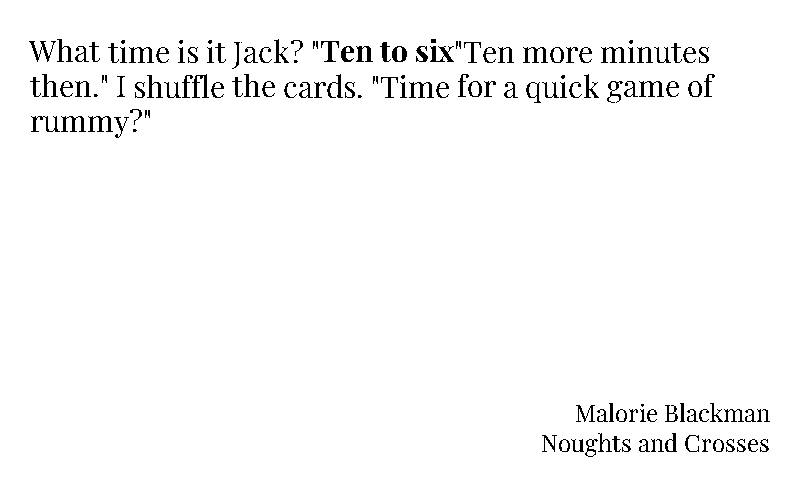 What time is it Jack? "Ten to six"Ten more minutes
then." I shuffle the cards. "Time for a quick game of
rummy?"
Malorie Blackman
Noughts and Crosses